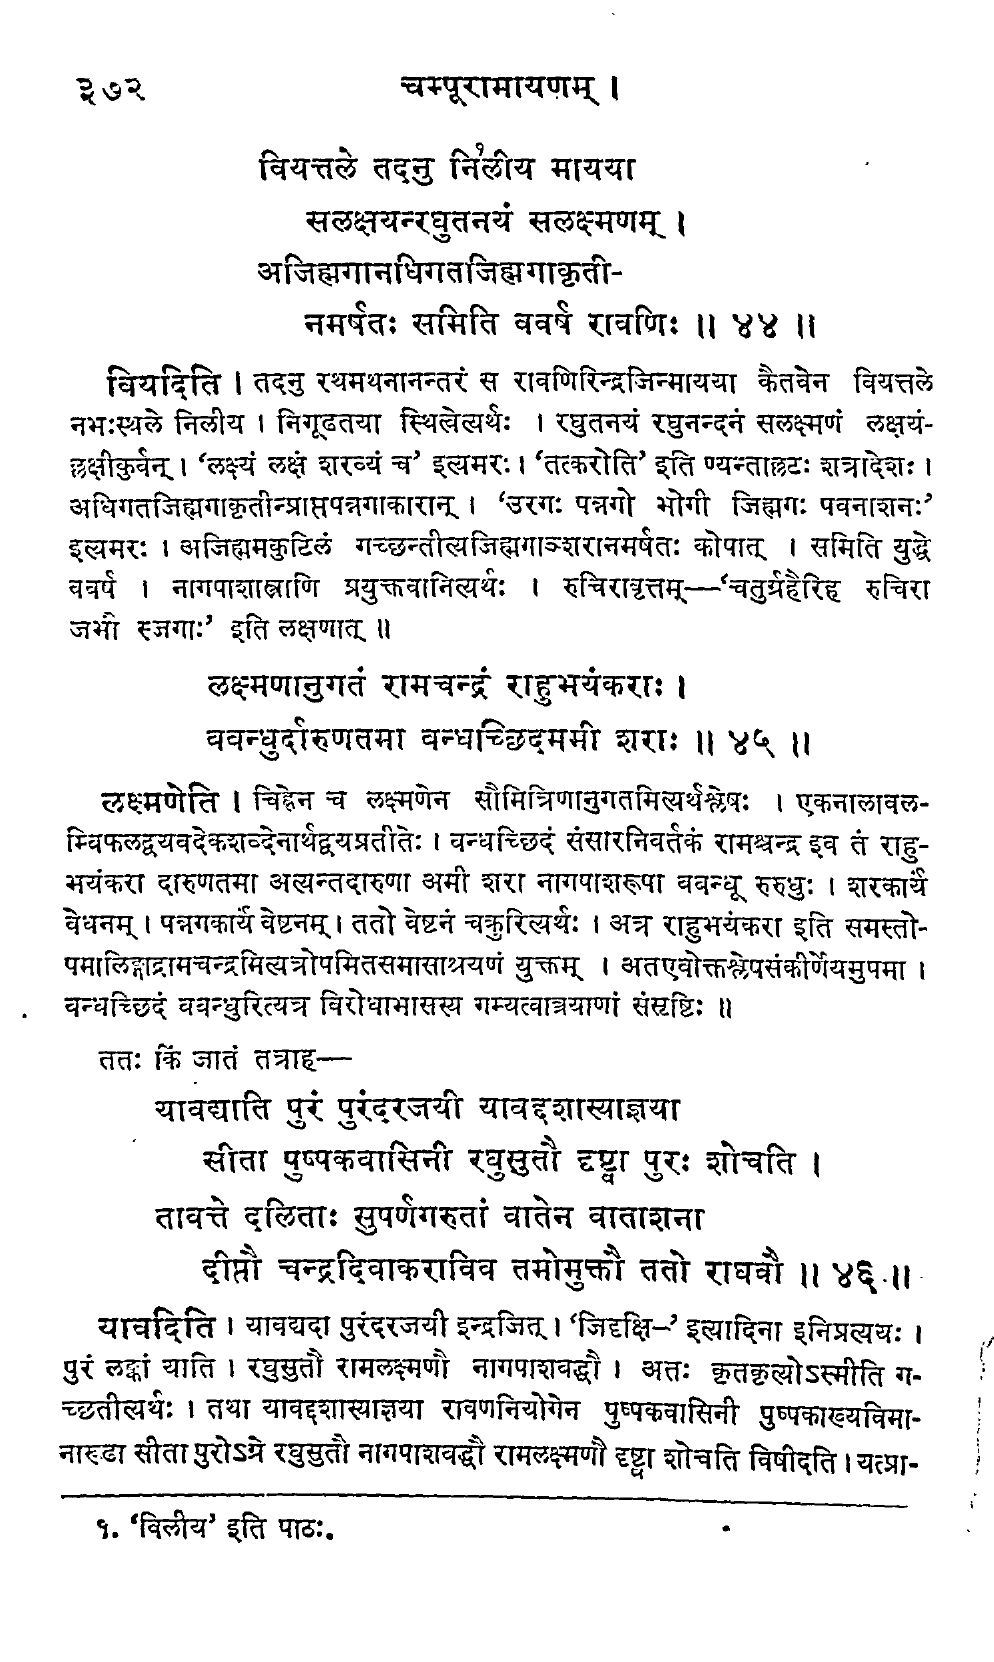 ३७२ चम्पूरामायणम् ।
वियत्तले तदनु नि१लीय मायया
सलक्षयन्रघुतनयं सलक्ष्मणम् ।
अजिह्मगानधिगतजिह्मगाकृती-
नमर्षतः समिति ववर्ष रावणिः ॥ ४४ ॥
वियदिति । तदनु रथमथनानन्तरं स रावणिरिन्द्रजिन्मायया कैतवेन वियत्तले
नभःस्थले निलीय । निगूढतया स्थित्वेत्यर्थः । रघुतनयं रघुनन्दनं सलक्ष्मणं लक्षयं-
ल्लक्षीकुर्वन् । ‘लक्ष्यं लक्षं शरव्यं च’ इत्यमरः । ‘तत्करोति’ इति ण्यन्ताल्लटः शत्रादेशः ।
अधिगतजिह्मगाकृतीन्प्राप्तपन्नगाकारान् । ‘उरगः पन्नगो भोगी जिह्मगः पवनाशनः’
इत्यमरः । अजिह्ममकुटिलं गच्छन्तीत्यजिह्मगाञ्शरानमर्षतः कोपात् । समिति युद्धे
ववर्ष । नागपाशास्त्राणि प्रयुक्तवानित्यर्थः । रुचिरावृत्तम्—‘चतुर्ग्रहैरिह रुचिरा
जभौ स्जगाः’ इति लक्षणात् ॥
लक्ष्मणानुगतं रामचन्द्रं राहुभयंकराः ।
बबन्धुर्दारुणतमा बन्धच्छिदममी शराः ॥ ४५ ॥
लक्ष्मणेति । चिह्नेन च लक्ष्मणेन सौमित्रिणानुगतमित्यर्थश्लेषः । एकनालावल-
म्बिफलद्वयवदेकशब्देनार्थद्वयप्रतीतेः । बन्धच्छिदं संसारनिवर्तकं रामश्चन्द्र इव तं राहु-
भयंकरा दारुणतमा अत्यन्तदारुणा अमी शरा नागपाशरूपा बबन्धू रुरुधुः । शरकार्यं
वेधनम् । पन्नगकार्यं वेष्टनम् । ततो वेष्टनं चक्रुरित्यर्थः । अत्र राहुभयंकरा इति समस्तो-
पमालिङ्गाद्रामचन्द्रमित्यत्रोपमितसमासाश्रयणं युक्तम् । अतएवोक्तश्लेषसंकीर्णेयमुपमा ।
बन्धच्छिदं बबन्धुरित्यत्र विरोधाभासस्य गम्यत्वात्रयाणां संसृष्टिः ॥
ततः किं जातं तत्राह—
यावद्याति पुरं पुरंदरजयी यावद्दशास्याज्ञया
सीता पुष्पकवासिनी रघुसुतौ दृष्ट्वा पुरः शोचति ।
तावत्ते दलिताः सुपर्णगरुतां वातेन वाताशना
दीप्तौ चन्द्रदिवाकराविव तमोमुक्तौ ततो राघवौ ॥ ४६ ॥
यावदिति । यावद्यदा पुरंदरजयी इन्द्रजित् । ‘जिदृक्षि–’ इत्यादिना इनिप्रत्ययः ।
पुरं लङ्कां याति । रघुसुतौ रामलक्ष्मणौ नागपाशबद्धौ । अतः कृतकृत्योऽस्मीति ग-
च्छतीत्यर्थः । तथा यावद्दशास्याज्ञया रावणनियोगेन पुष्पकवासिनी पुष्पकाख्यविमा-
नारूढा सीता पुरोऽग्रे रघुसुतौ नागपाशबद्धौ रामलक्ष्मणौ दृष्ट्वा शोचति विषीदति । यत्प्रा-
१. ‘विलीय’ इति पाठः.